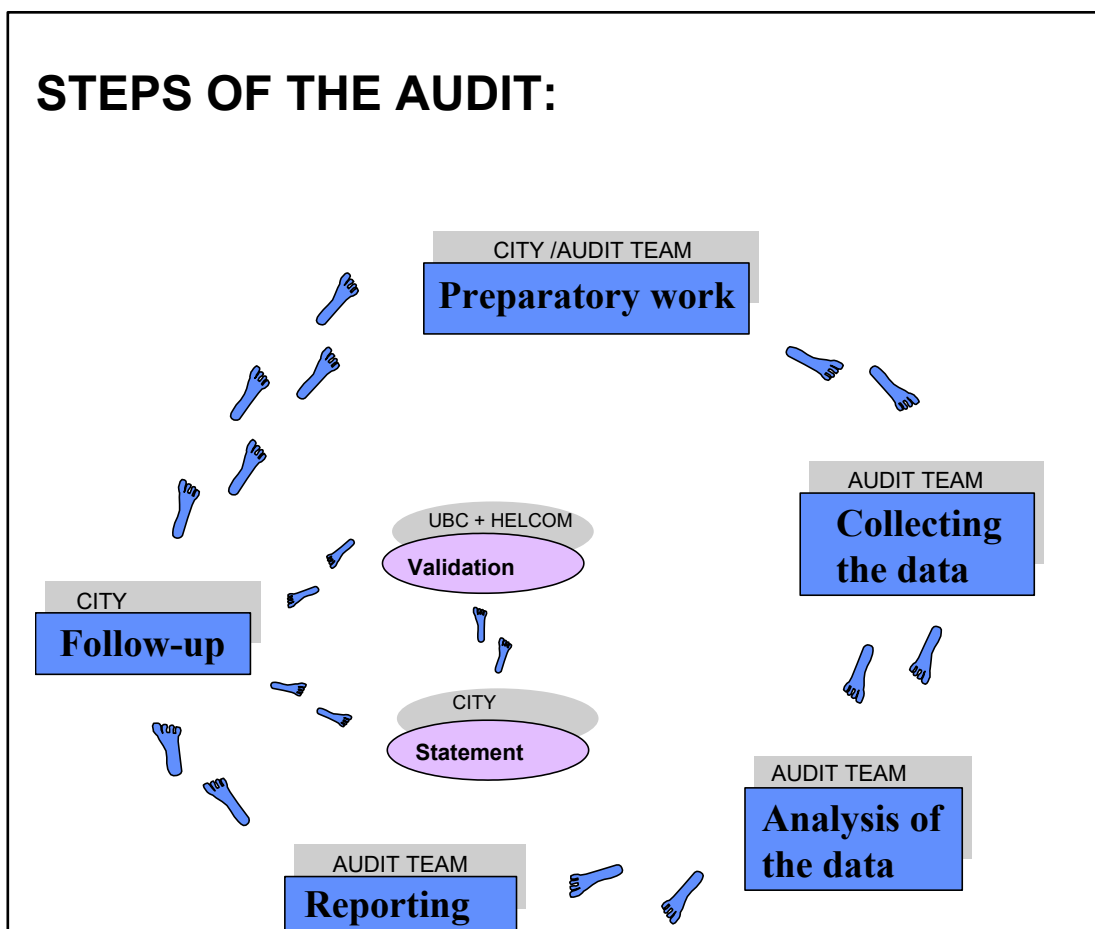 STEPS OF THE AUDIT:
CITY /AUDIT TEAM
Preparatory work
AUDIT TEAM
Collecting
the data
UBC + HELCOM
Validation
CITY
Follow-up
CITY
Statement
AUDIT TEAM
Analysis of
the data
AUDIT TEAM
Reporting